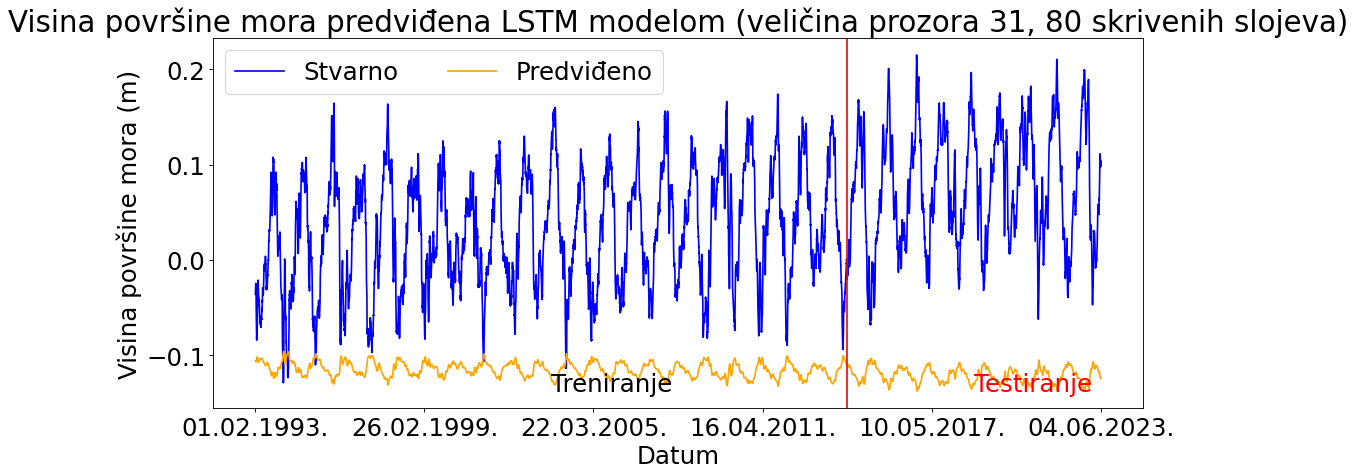 Visina površine mora predviđena LSTM modelom (veličina prozora 31, 80 skrivenih slojeva)
Stvarno
Predviđeno
Visina površine mora (m)
0.2
0.1
0.0
−0.1
Treniranje
Testiranje
01.02.1993.
26.02.1999.
22.03.2005.
16.04.2011.
10.05.2017.
04.06.2023.
Datum